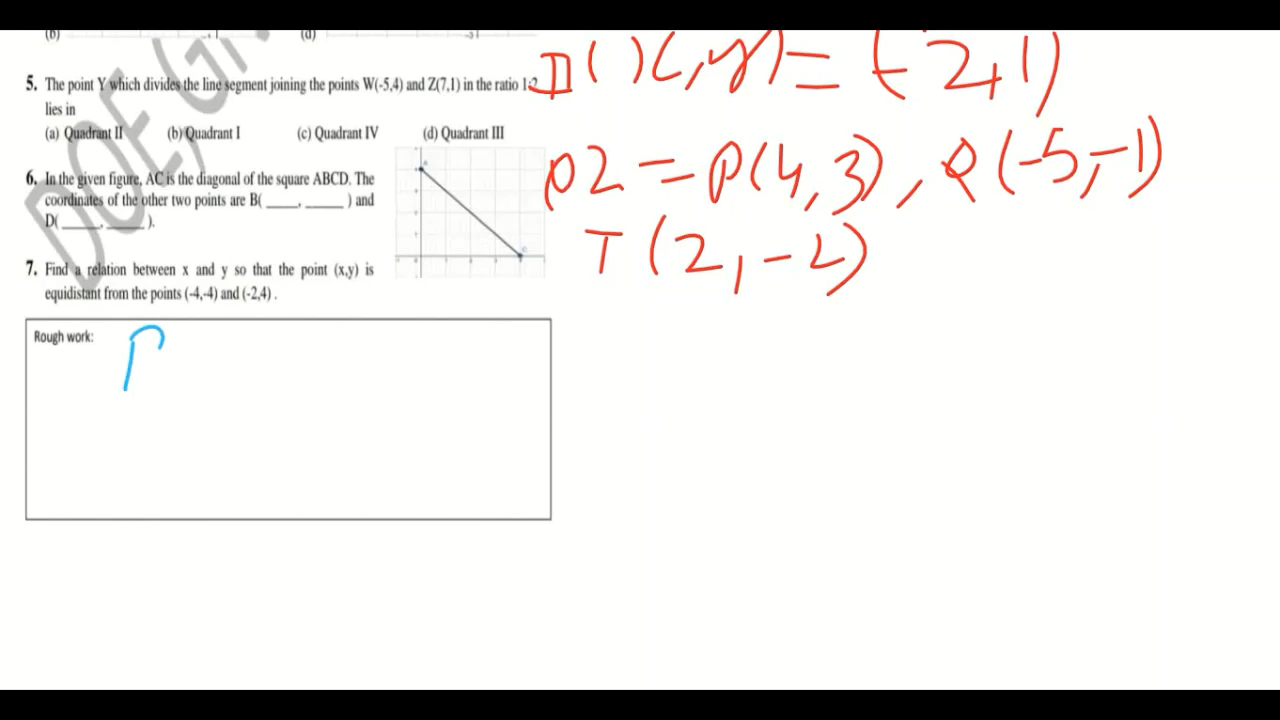 (b)
(d)
5. The point Y which divides the line segment joining the points W(-5,4) and Z(7,1) in the ratio 1:2
lies in
(a) Quadrant II (b) Quadrant I (c) Quadrant IV (d) Quadrant III
6. In the given figure, AC is the diagonal of the square ABCD. The
coordinates of the other two points are B( ____, _____ ) and
D( _____, _____ ).
7. Find a relation between x and y so that the point (x,y) is
equidistant from the points (-4,-4) and (-2,4) .
Rough work:
, y) = (-2, 1)
02 = P(4,3), R(-5,-1)
T (2, -2)